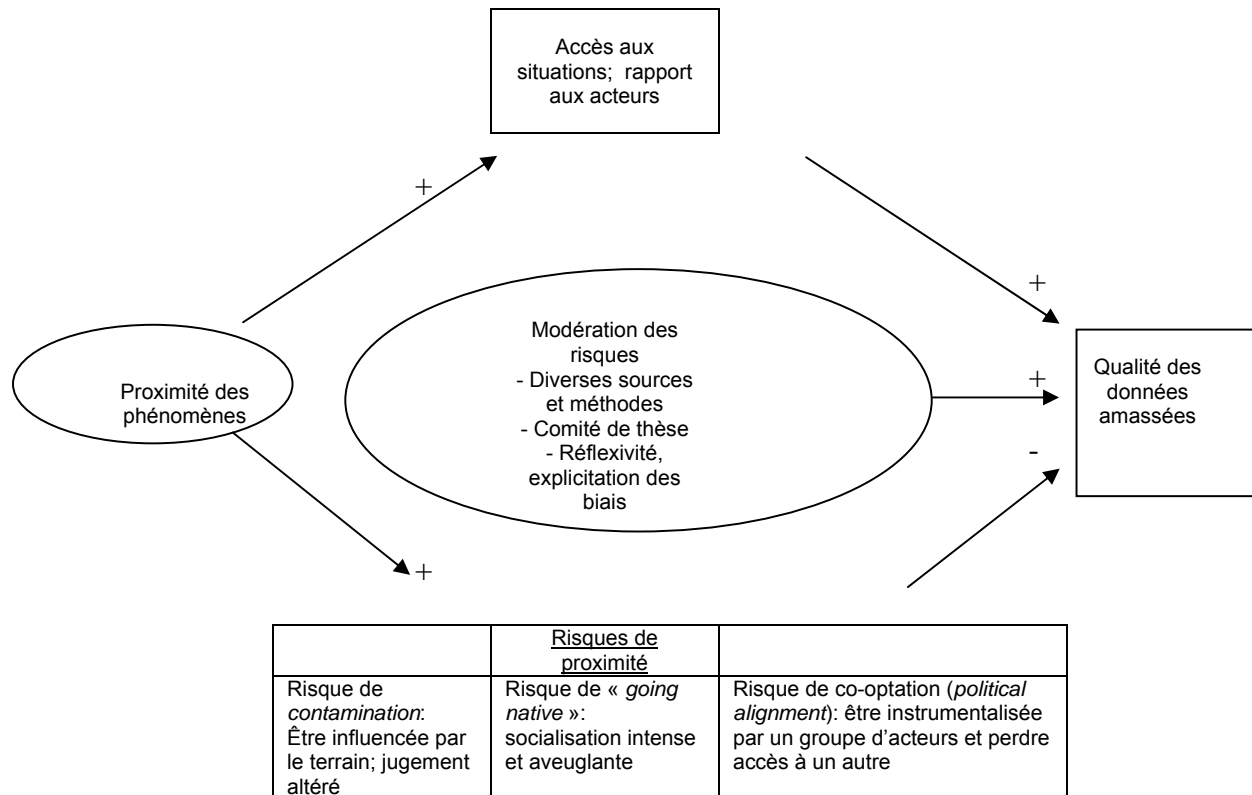 Accès aux
situations; rapport
aux acteurs
+
+
Modération des
risques
- Diverses sources
et méthodes
- Comité de thèse
- Réflexivité,
explicitation des
biais
Proximité des
phénomènes
+
Qualité des
données
amassées
-
+
Risques de
proximité
Risque de
contamination:
Être influencée par
le terrain; jugement
altéré
Risque de « going
native »:
socialisation intense
et aveuglante
Risque de co-optation (political
alignment): être instrumentalisée
par un groupe d'acteurs et perdre
accès à un autre